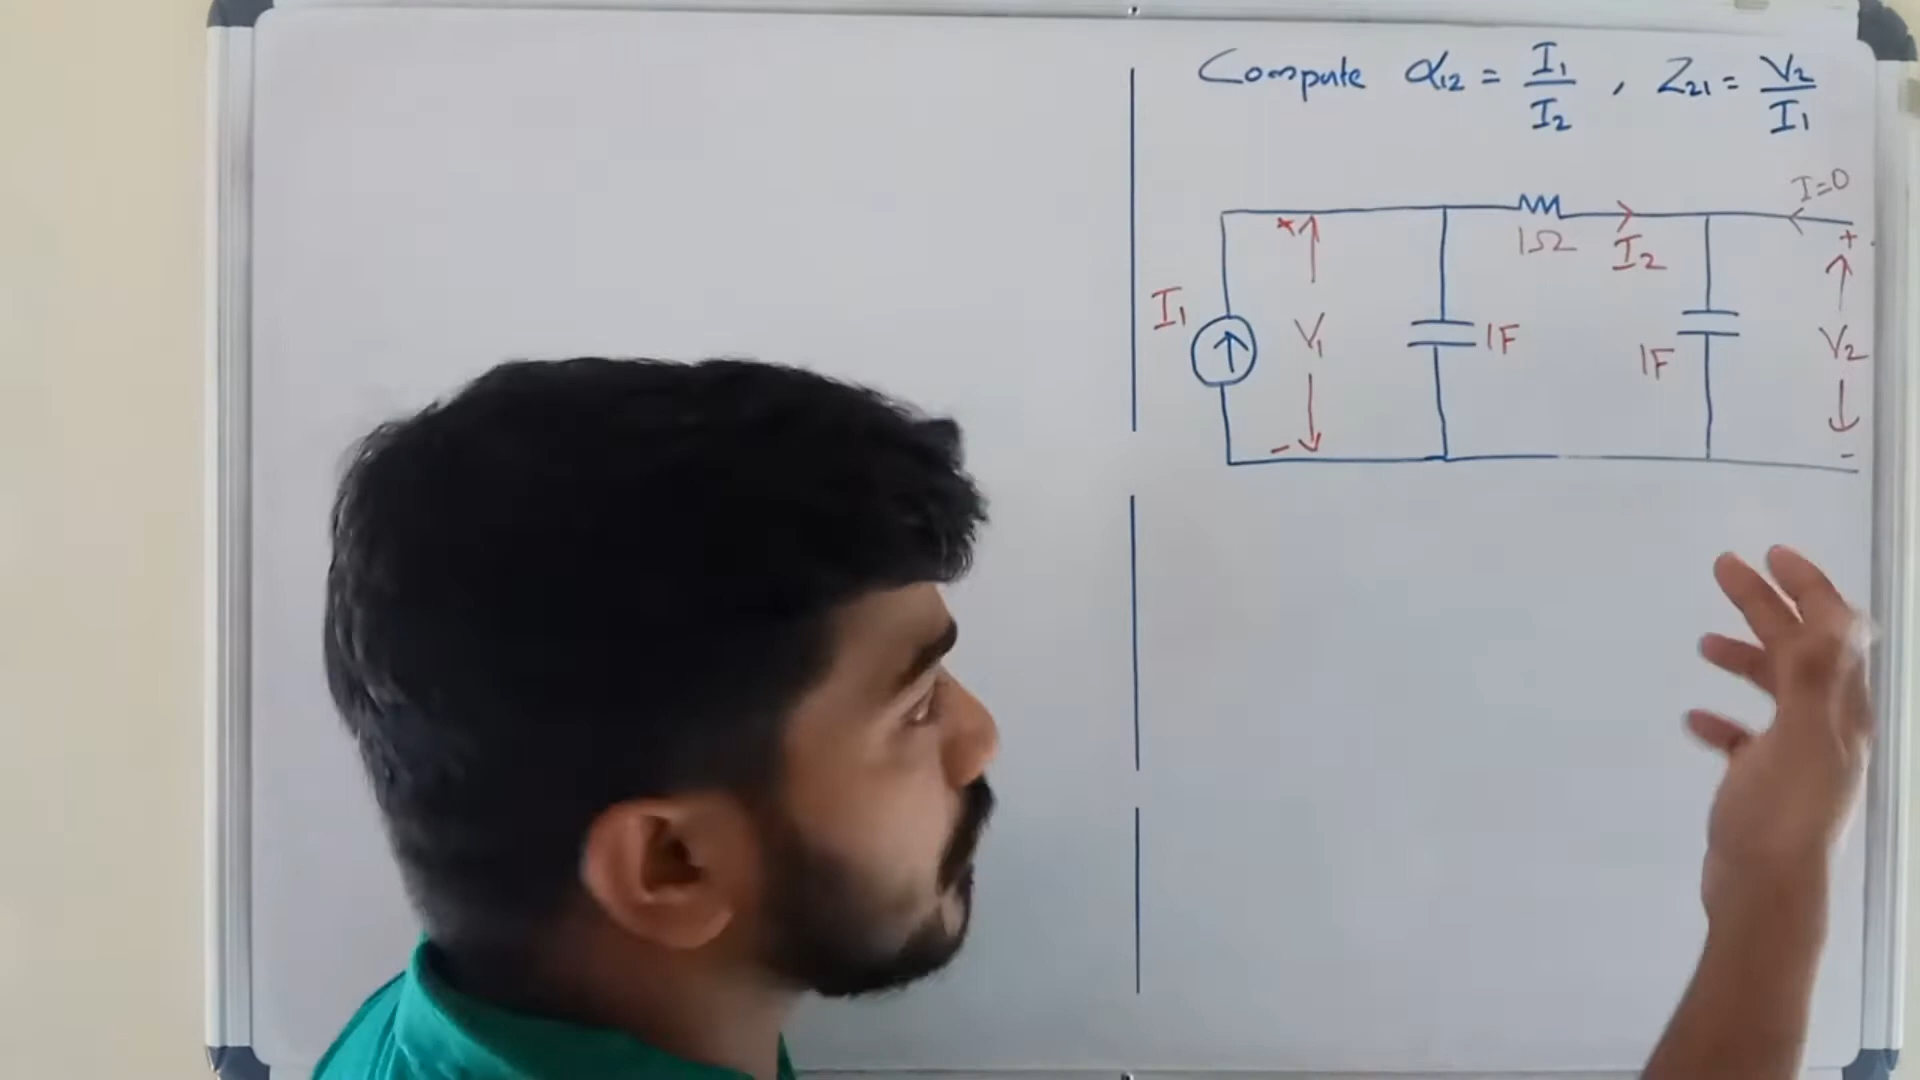 Compute α12 = I1/I2 , Z21 = V2/I1
I=0
1Ω
I2
+
I1
V1
1F
1F
V2
-
-